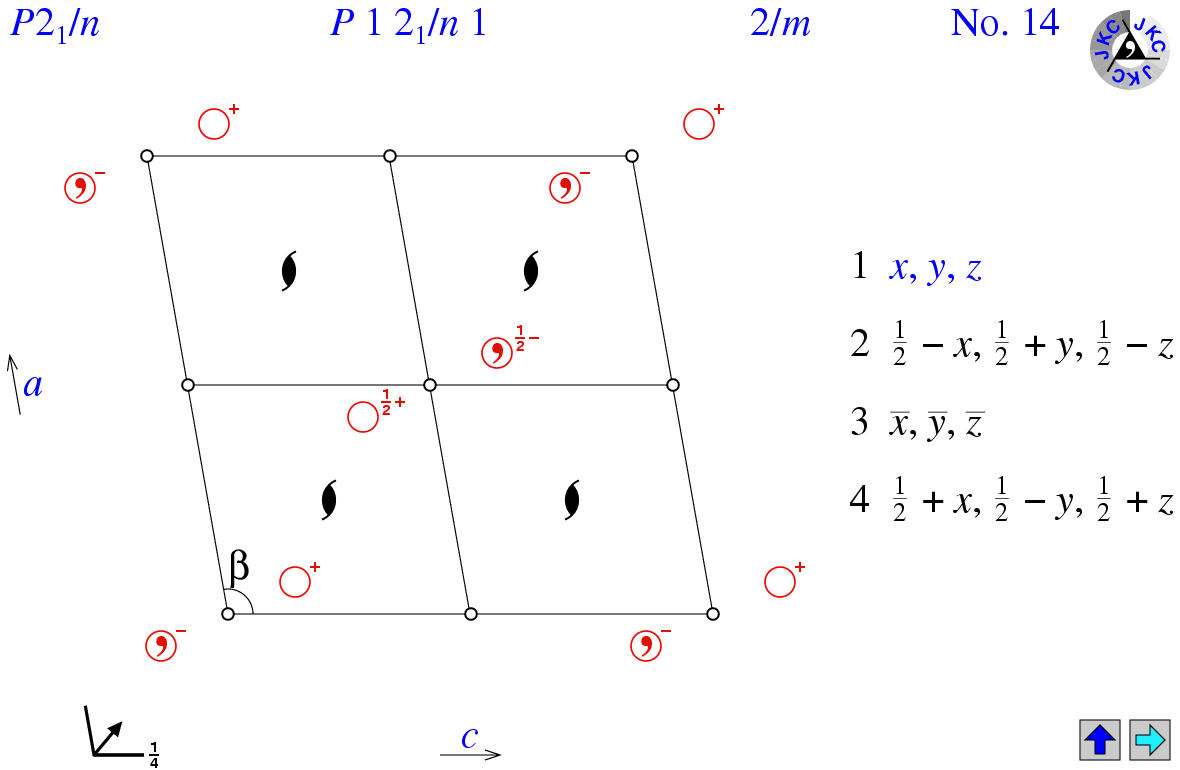 P2₁/n P 1 2₁/n 1 2/m No. 14
JKC JKC JKC
+ +
− −
1 x, y, z
½−
2 ½ − x, ½ + y, ½ − z
a ½+
3 x̅, y̅, z̅
4 ½ + x, ½ − y, ½ + z
β + +
− −
c
¼